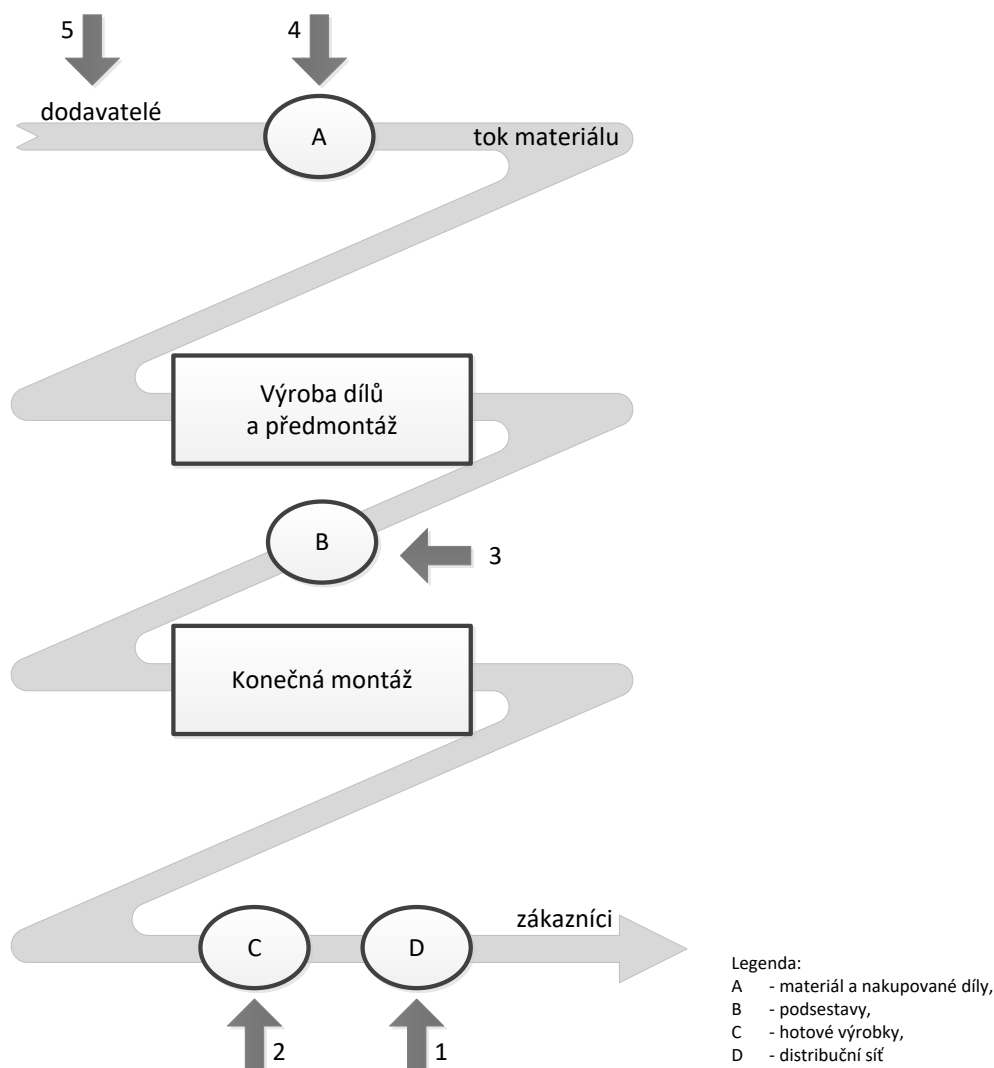 5
4
dodavatelé
A
tok materiálu
Výroba dílů
a předmontáž
B
3
Konečná montáž
zákazníci
C
D
2
1
Legenda:
A - materiál a nakupované díly,
B - podsestavy,
C - hotové výrobky,
D - distribuční síť